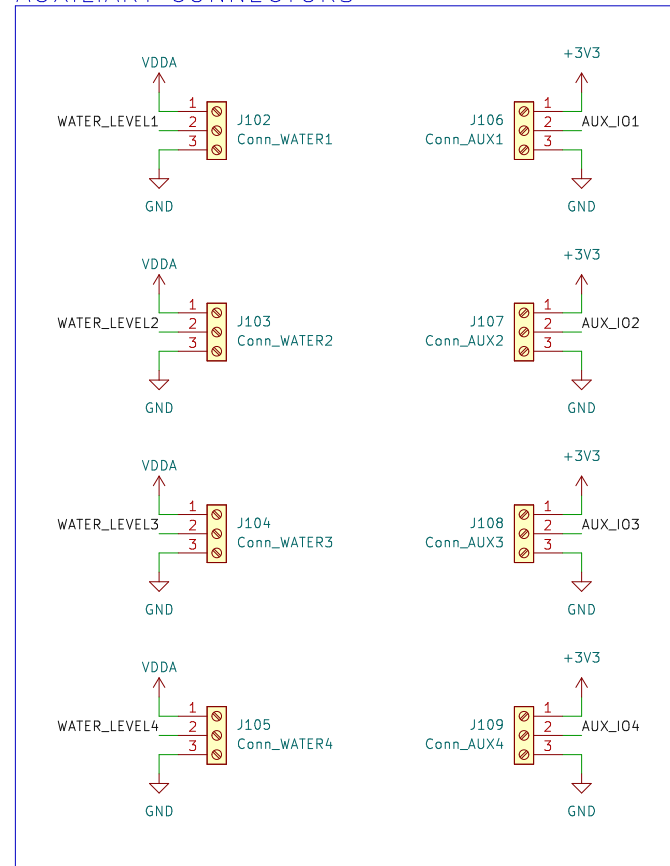 AUXILIARY CONNECTORS
VDDA
1
WATER_LEVEL1
2
3
J102
Conn_WATER1
GND
+3V3
J106
Conn_AUX1
1
2
AUX_IO1
3
GND
VDDA
1
WATER_LEVEL2
2
3
J103
Conn_WATER2
GND
+3V3
J107
Conn_AUX2
1
2
AUX_IO2
3
GND
VDDA
1
WATER_LEVEL3
2
3
J104
Conn_WATER3
GND
+3V3
J108
Conn_AUX3
1
2
AUX_IO3
3
GND
VDDA
1
WATER_LEVEL4
2
3
J105
Conn_WATER4
GND
+3V3
J109
Conn_AUX4
1
2
AUX_IO4
3
GND